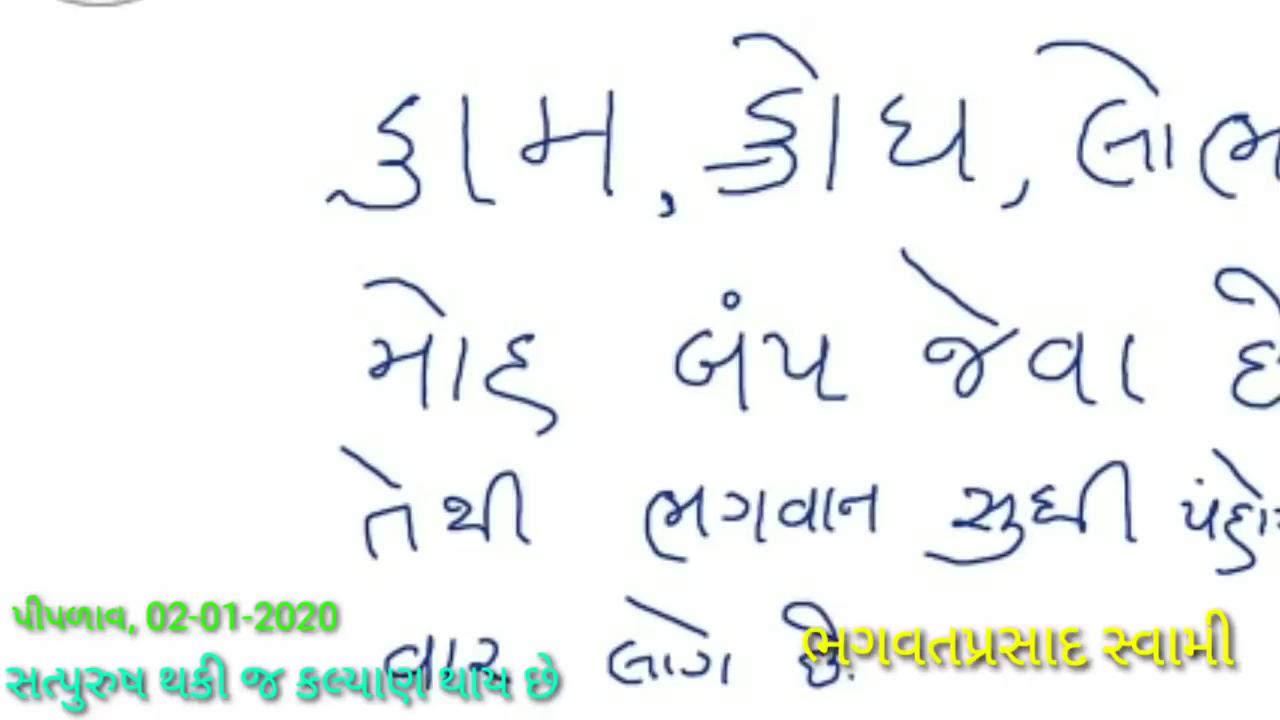 કામ, ક્રોધ, લોભ
મોહ બંપ જેવા છે
તેથી ભગવાન સુધી
વાર લાગે છે.
પીપળાવ, 02-01-2020
ભગવતપ્રસાદ સ્વામી
સત્પુરુષ થકી જ કલ્યાણ થાય છે